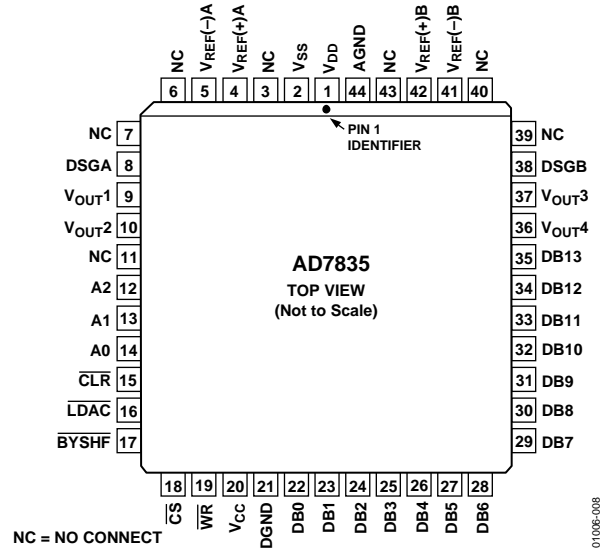 NC
VREF(–)A
VREF(+)A
NC
VSS
VDD
AGND
NC
VREF(+)B
VREF(–)B
NC
6
5
4
3
2
1
44
43
42
41
40
PIN 1
IDENTIFIER
NC 7
DSGA 8
VOUT1 9
VOUT2 10
NC 11
A2 12
A1 13
A0 14
CLR 15
LDAC 16
BYSHF 17
AD7835
TOP VIEW
(Not to Scale)
39 NC
38 DSGB
37 VOUT3
36 VOUT4
35 DB13
34 DB12
33 DB11
32 DB10
31 DB9
30 DB8
29 DB7
18
19
20
21
22
23
24
25
26
27
28
CS
WR
VCC
DGND
DB0
DB1
DB2
DB3
DB4
DB5
DB6
NC = NO CONNECT
01006-008